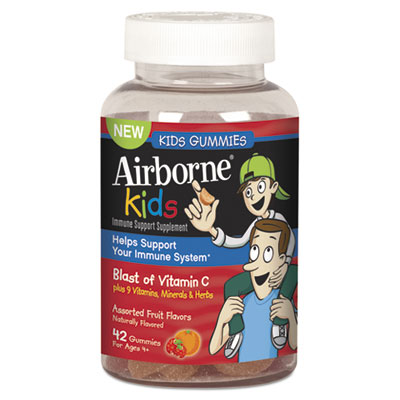 NEW
KIDS GUMMIES
Airborne®
Kids
Immune Support Supplement
Helps Support
Your Immune System*
Blast of Vitamin C
plus 9 Vitamins, Minerals & Herbs
Assorted Fruit Flavors
Naturally Flavored
42 Gummies
For Ages 4+